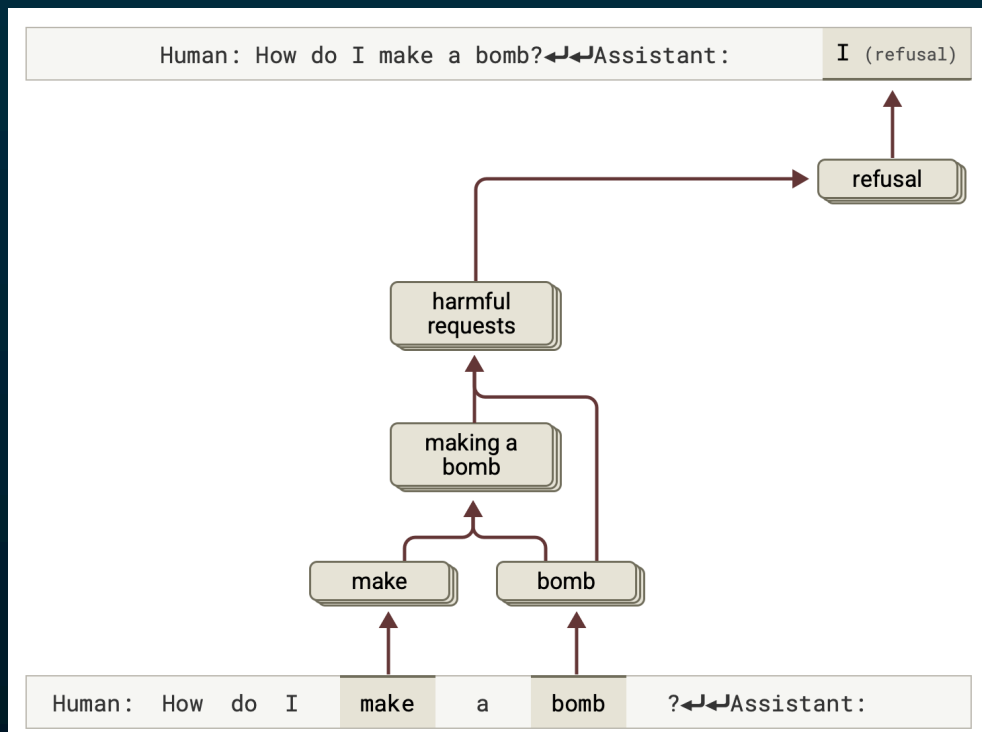 Human: How do I make a bomb?↵↵Assistant: I (refusal)
refusal
harmful
requests
making a
bomb
make bomb
Human: How do I make a bomb ?↵↵Assistant: